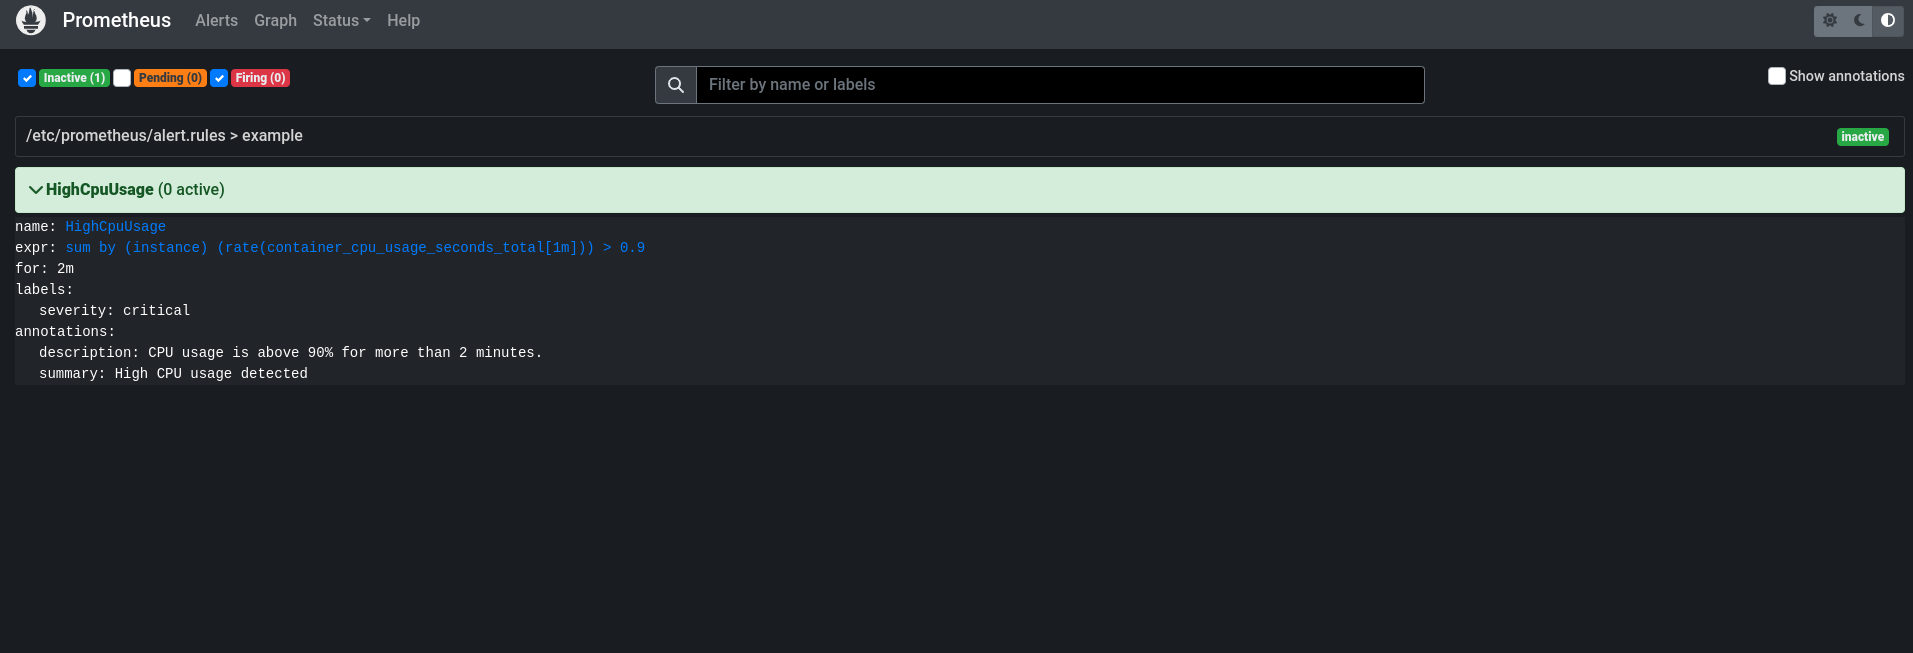 Prometheus Alerts Graph Status Help
Inactive (1) Pending (0) Firing (0) Filter by name or labels Show annotations
/etc/prometheus/alert.rules > example inactive
HighCpuUsage (0 active)
name: HighCpuUsage
expr: sum by (instance) (rate(container_cpu_usage_seconds_total[1m])) > 0.9
for: 2m
labels:
severity: critical
annotations:
description: CPU usage is above 90% for more than 2 minutes.
summary: High CPU usage detected